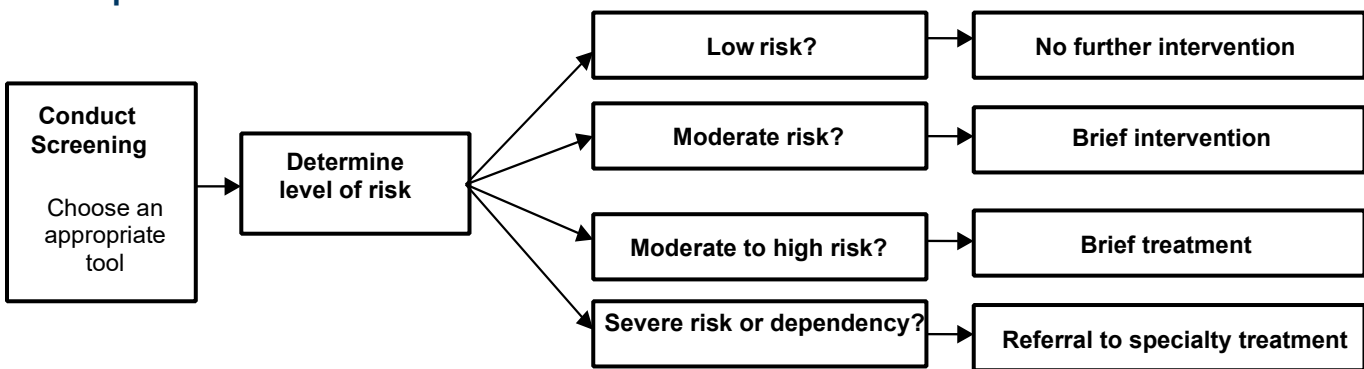 Conduct
Screening
Choose an
appropriate
tool
Determine
level of risk
Low risk?
No further intervention
Moderate risk?
Brief intervention
Moderate to high risk?
Brief treatment
Severe risk or dependency?
Referral to specialty treatment